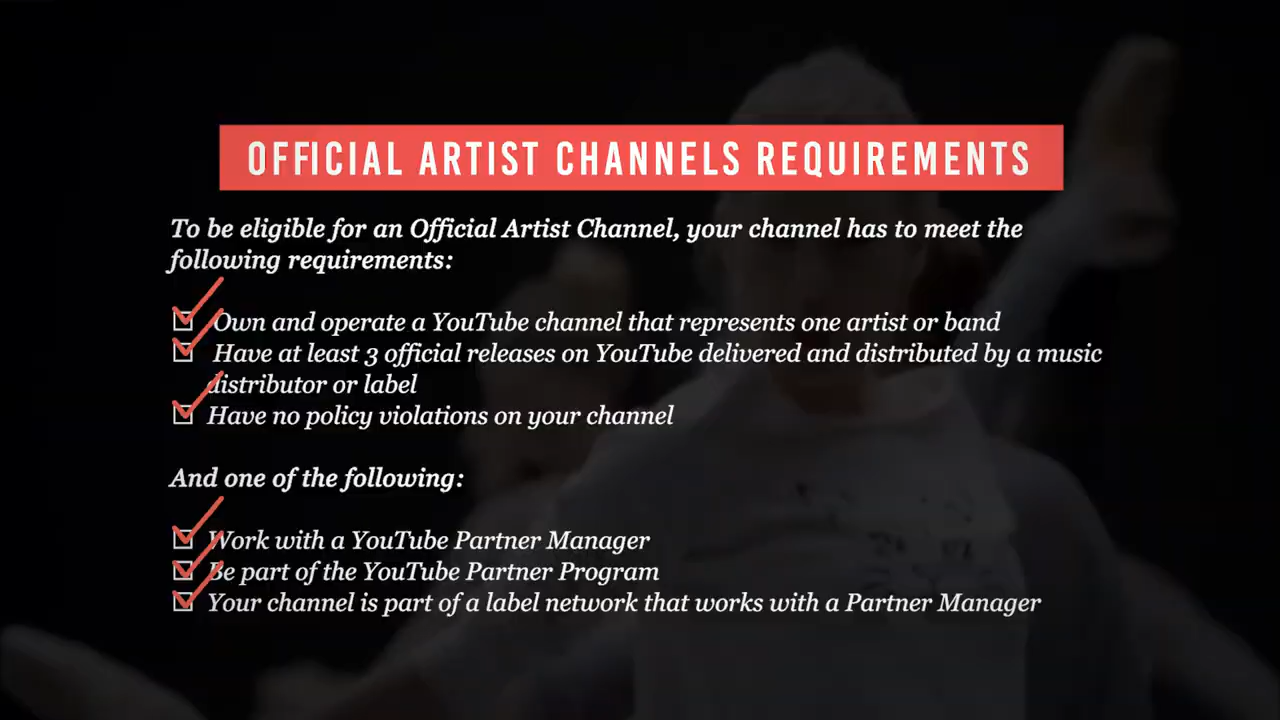 OFFICIAL ARTIST CHANNELS REQUIREMENTS
To be eligible for an Official Artist Channel, your channel has to meet the
following requirements:
Own and operate a YouTube channel that represents one artist or band
Have at least 3 official releases on YouTube delivered and distributed by a music
distributor or label
Have no policy violations on your channel
And one of the following:
Work with a YouTube Partner Manager
Be part of the YouTube Partner Program
Your channel is part of a label network that works with a Partner Manager